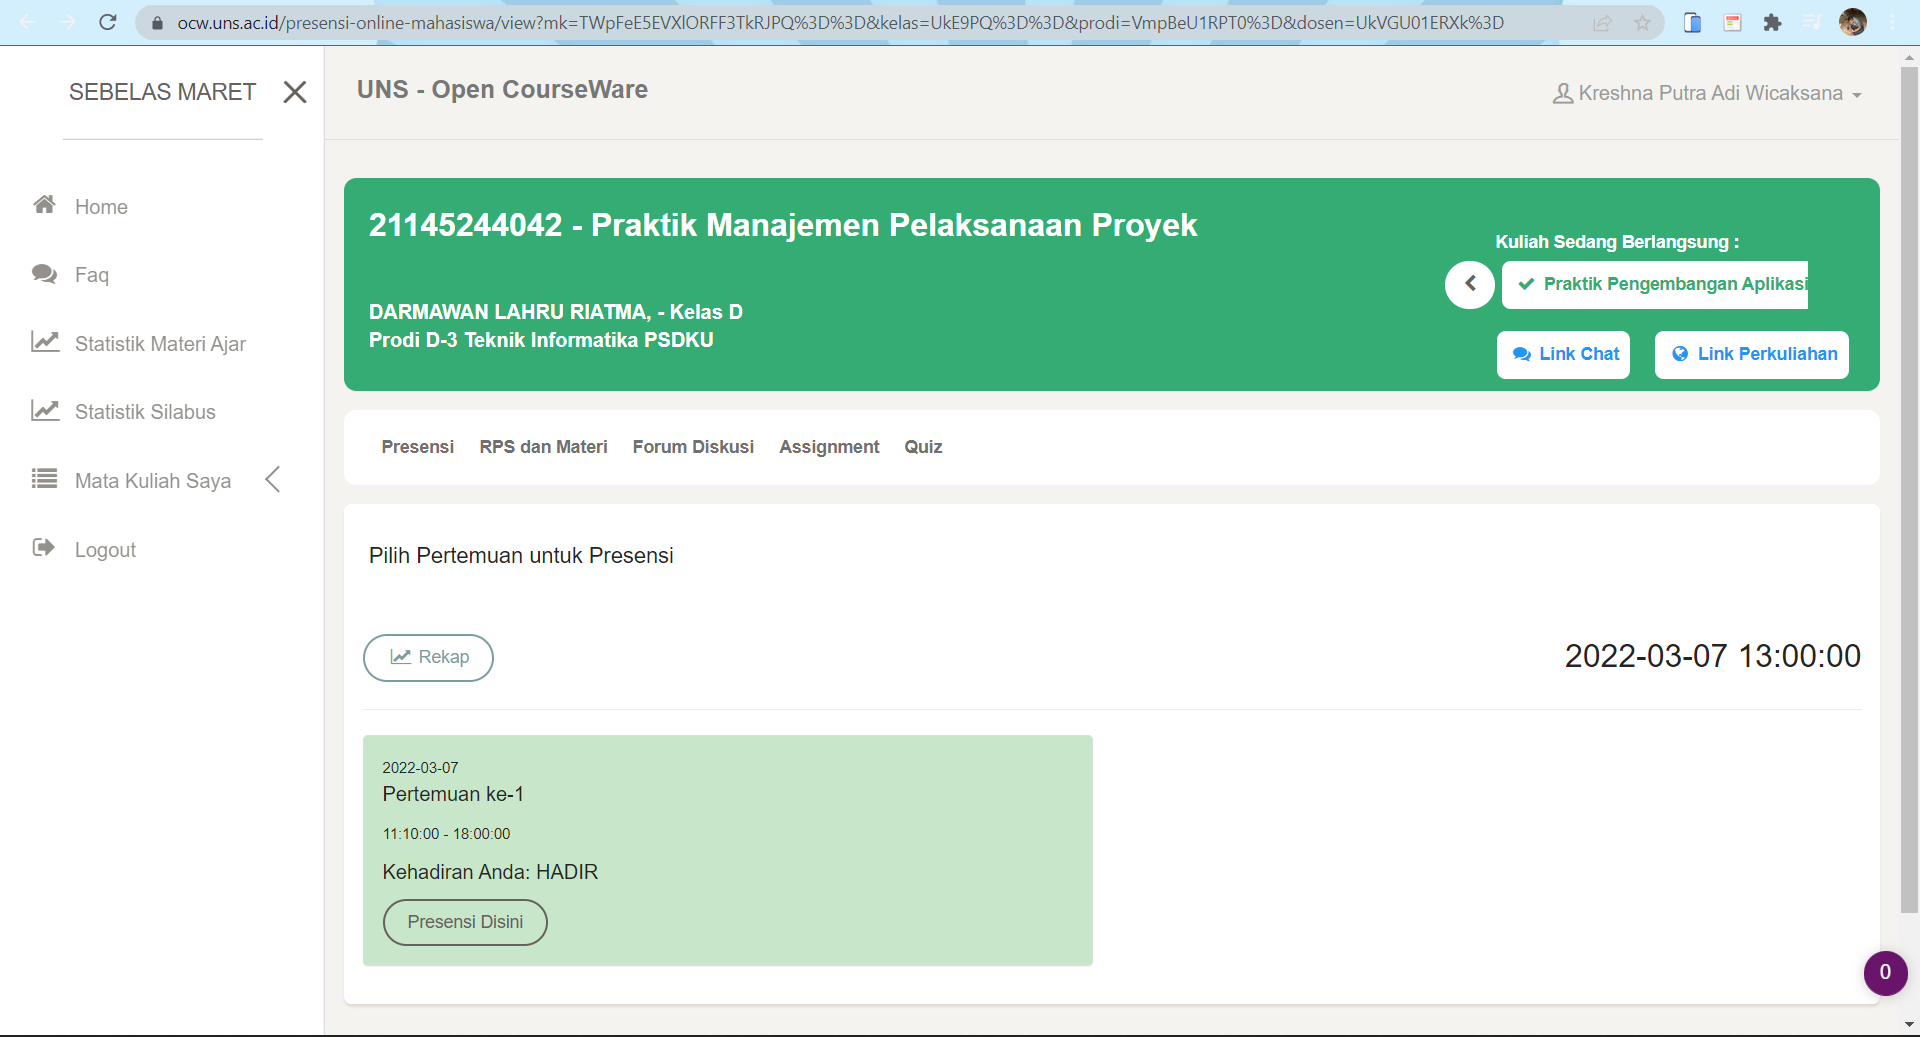 ocw.uns.ac.id/presensi-online-mahasiswa/view?mk=TWpFeE5EVXlORFF3TkRJPQ%3D%3D&kelas=UkE9PQ%3D%3D&prodi=VmpBeU1RPT0%3D&dosen=UkVGU01ERXk%3D
SEBELAS MARET
UNS - Open CourseWare
Kreshna Putra Adi Wicaksana
Home
Faq
Statistik Materi Ajar
Statistik Silabus
Mata Kuliah Saya
Logout
21145244042 - Praktik Manajemen Pelaksanaan Proyek
DARMAWAN LAHRU RIATMA, - Kelas D
Prodi D-3 Teknik Informatika PSDKU
Kuliah Sedang Berlangsung :
Praktik Pengembangan Aplikasi
Link Chat Link Perkuliahan
Presensi RPS dan Materi Forum Diskusi Assignment Quiz
Pilih Pertemuan untuk Presensi
Rekap
2022-03-07 13:00:00
2022-03-07
Pertemuan ke-1
11:10:00 - 18:00:00
Kehadiran Anda: HADIR
Presensi Disini
0